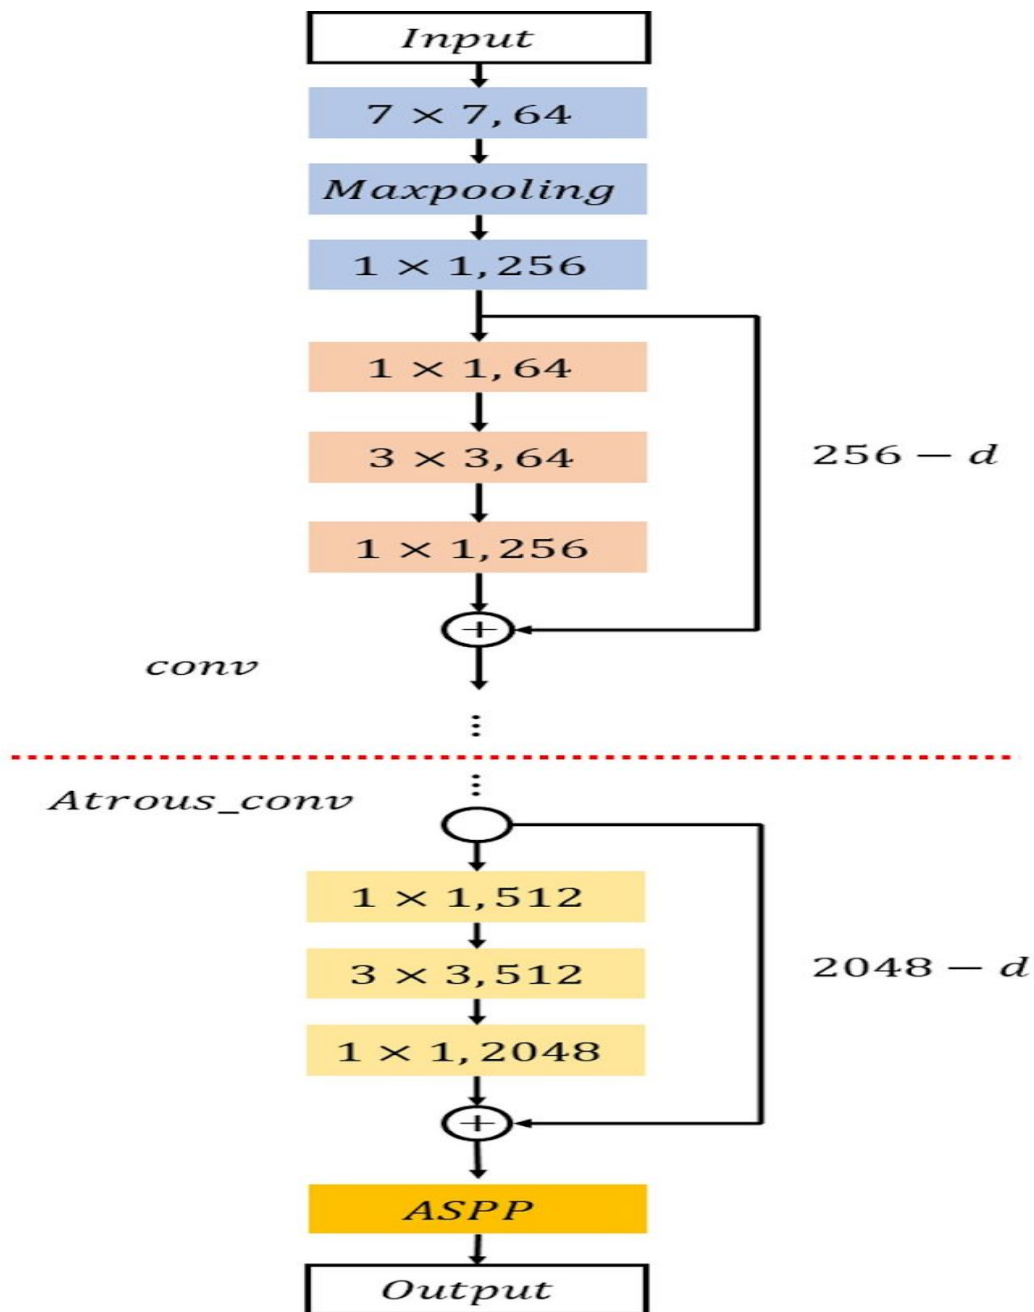 Input
7 × 7, 64
Maxpooling
1 × 1, 256
1 × 1, 64
3 × 3, 64
256 − d
1 × 1, 256
+
conv
⋮
⋮
Atrous_conv
1 × 1, 512
3 × 3, 512
2048 − d
1 × 1, 2048
+
ASPP
Output